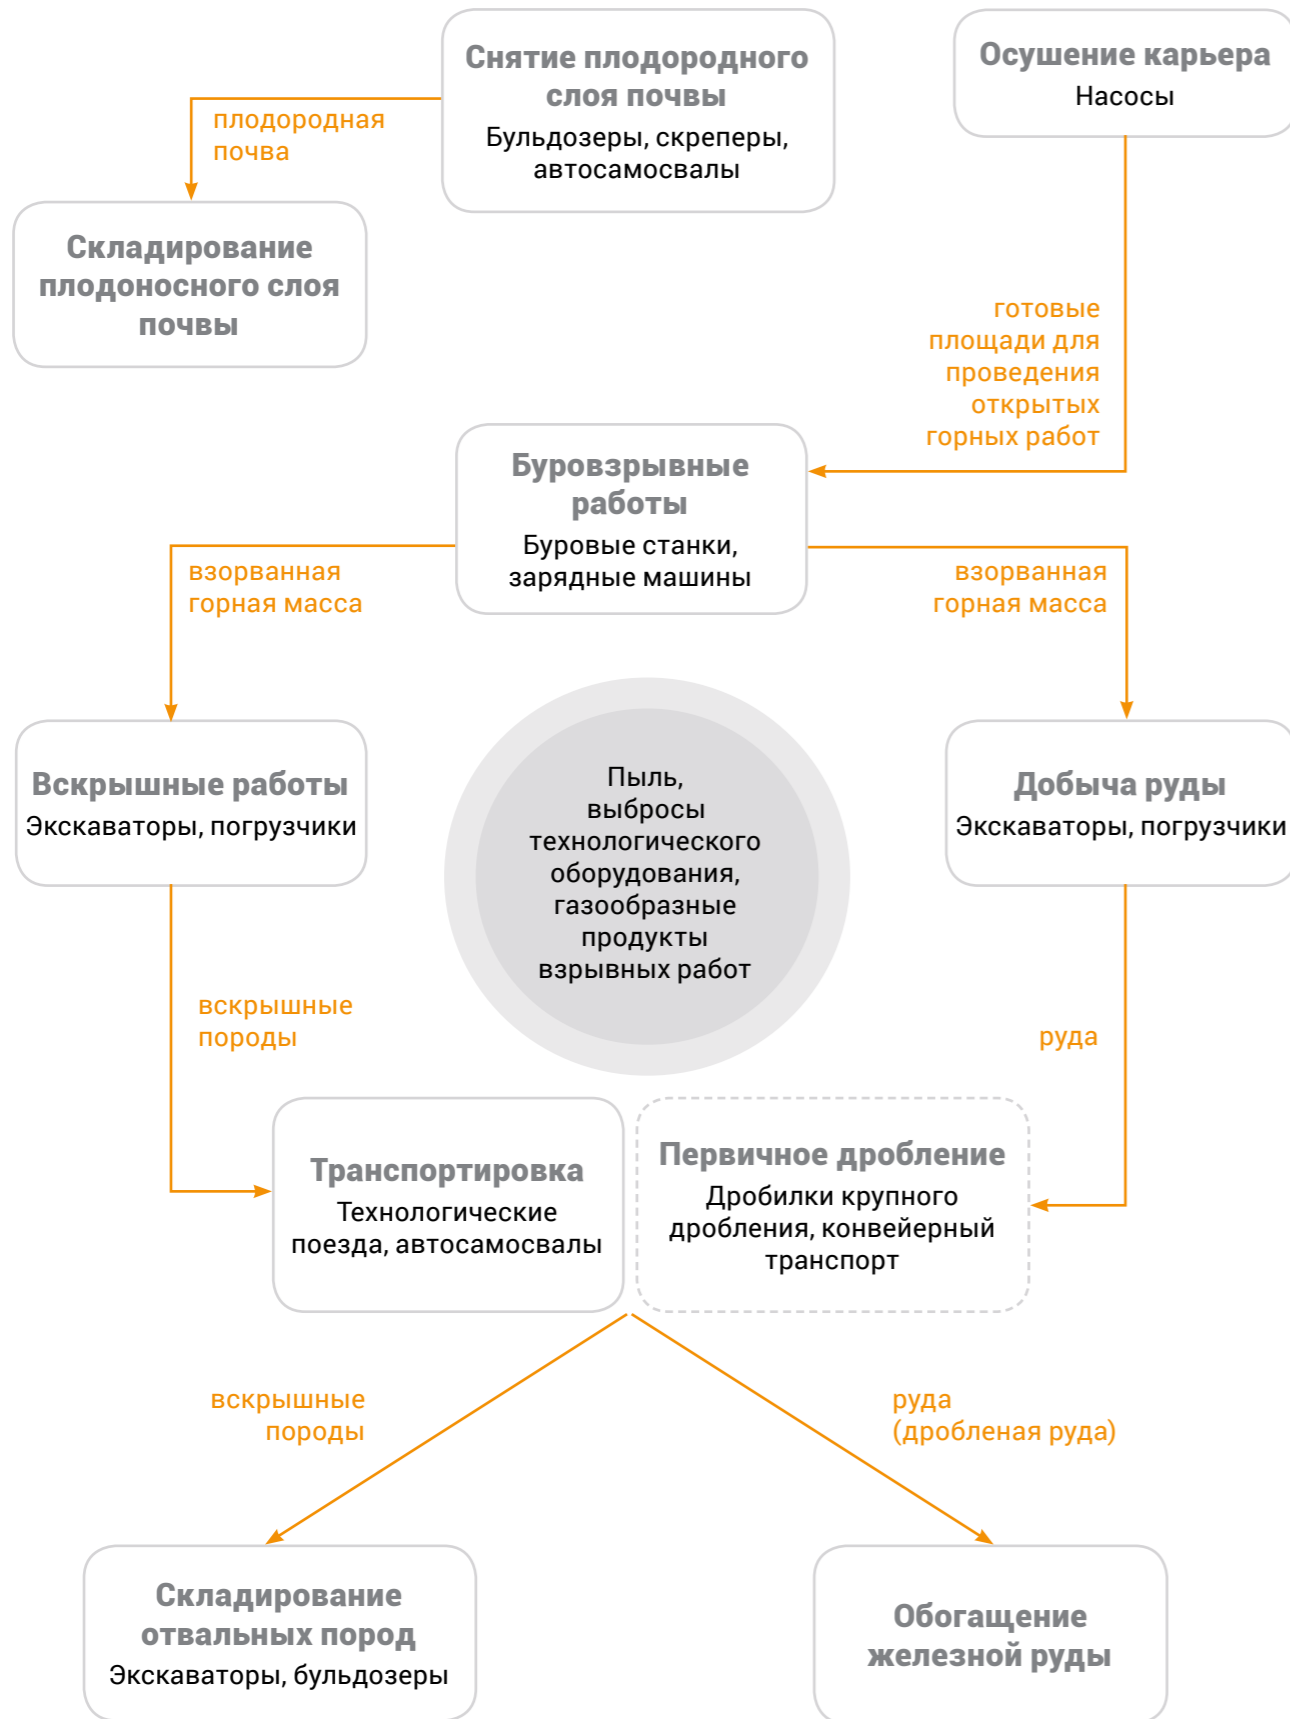 Снятие плодородного
слоя почвы
Бульдозеры, скреперы,
автосамосвалы
Осушение карьера
Насосы
плодородная
почва
Складирование
плодоносного слоя
почвы
готовые
площади для
проведения
открытых
горных работ
Буровзрывные
работы
Буровые станки,
зарядные машины
взорванная
горная масса
взорванная
горная масса
Вскрышные работы
Экскаваторы, погрузчики
Пыль,
выбросы
технологического
оборудования,
газообразные
продукты
взрывных работ
Добыча руды
Экскаваторы, погрузчики
вскрышные
породы
руда
Транспортировка
Технологические
поезда, автосамосвалы
Первичное дробление
Дробилки крупного
дробления, конвейерный
транспорт
вскрышные
породы
руда
(дробленая руда)
Складирование
отвальных пород
Экскаваторы, бульдозеры
Обогащение
железной руды